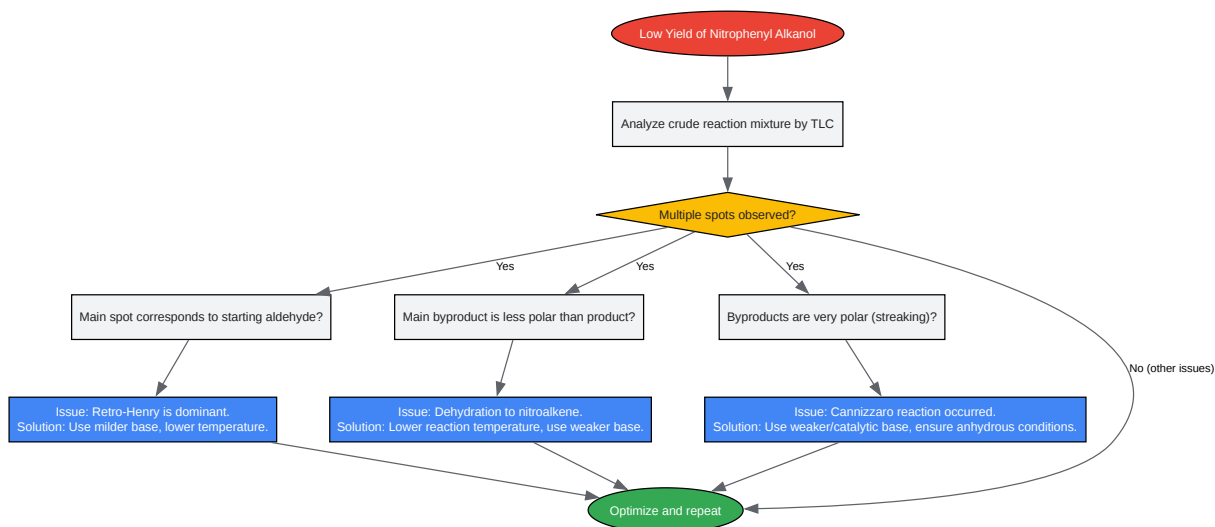 Low Yield of Nitrophenyl Alkanol
Analyze crude reaction mixture by TLC
Multiple spots observed?
Yes
Yes
Yes
Main spot corresponds to starting aldehyde?
Main byproduct is less polar than product?
Byproducts are very polar (streaking)?
No (other issues)
Issue: Retro-Henry is dominant.
Solution: Use milder base, lower temperature.
Issue: Dehydration to nitroalkene.
Solution: Lower reaction temperature, use weaker base.
Issue: Cannizzaro reaction occurred.
Solution: Use weaker/catalytic base, ensure anhydrous conditions.
Optimize and repeat